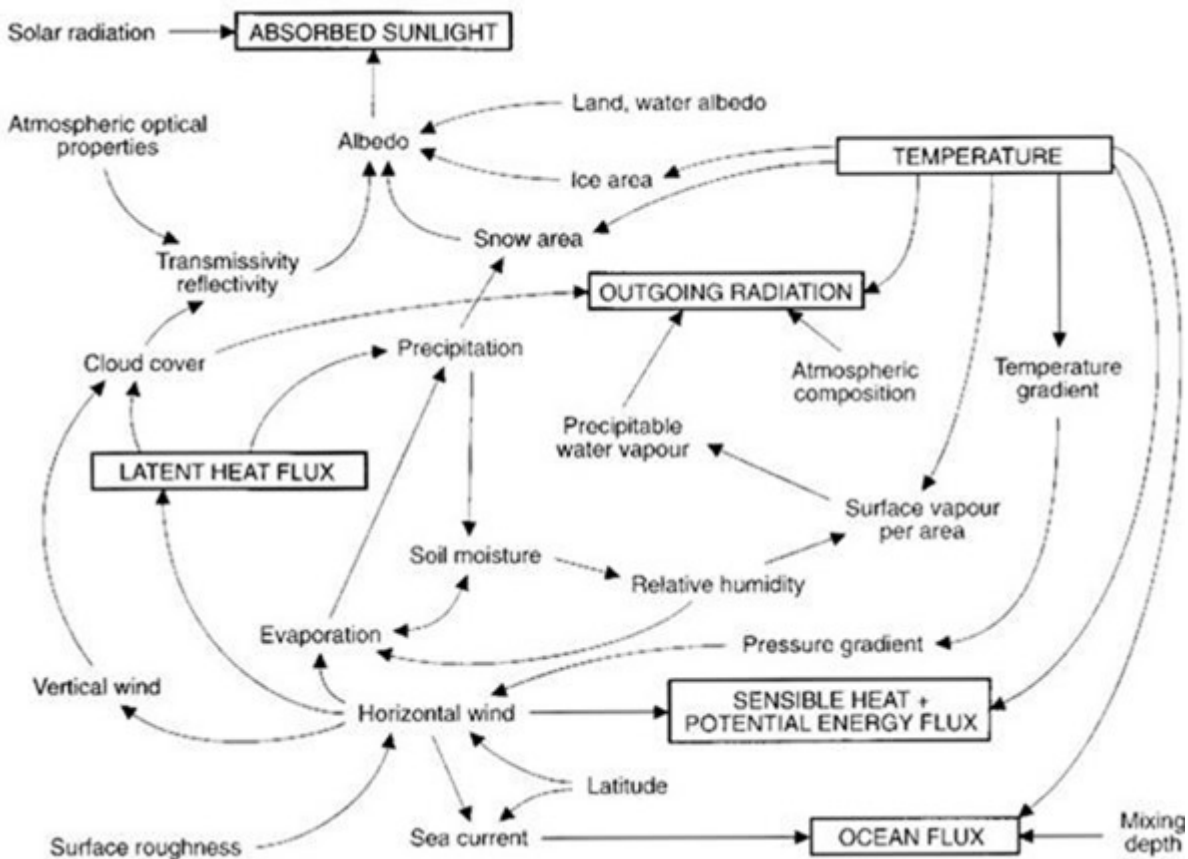 Solar radiation
ABSORBED SUNLIGHT
Land, water albedo
Atmospheric optical
properties
Albedo
TEMPERATURE
Ice area
Snow area
Transmissivity
reflectivity
OUTGOING RADIATION
Cloud cover
Precipitation
Atmospheric
composition
Temperature
gradient
Precipitable
water vapour
LATENT HEAT FLUX
Surface vapour
per area
Soil moisture
Relative humidity
Evaporation
Pressure gradient
Vertical wind
Horizontal wind
SENSIBLE HEAT +
POTENTIAL ENERGY FLUX
Latitude
Surface roughness
Sea current
OCEAN FLUX
Mixing
depth